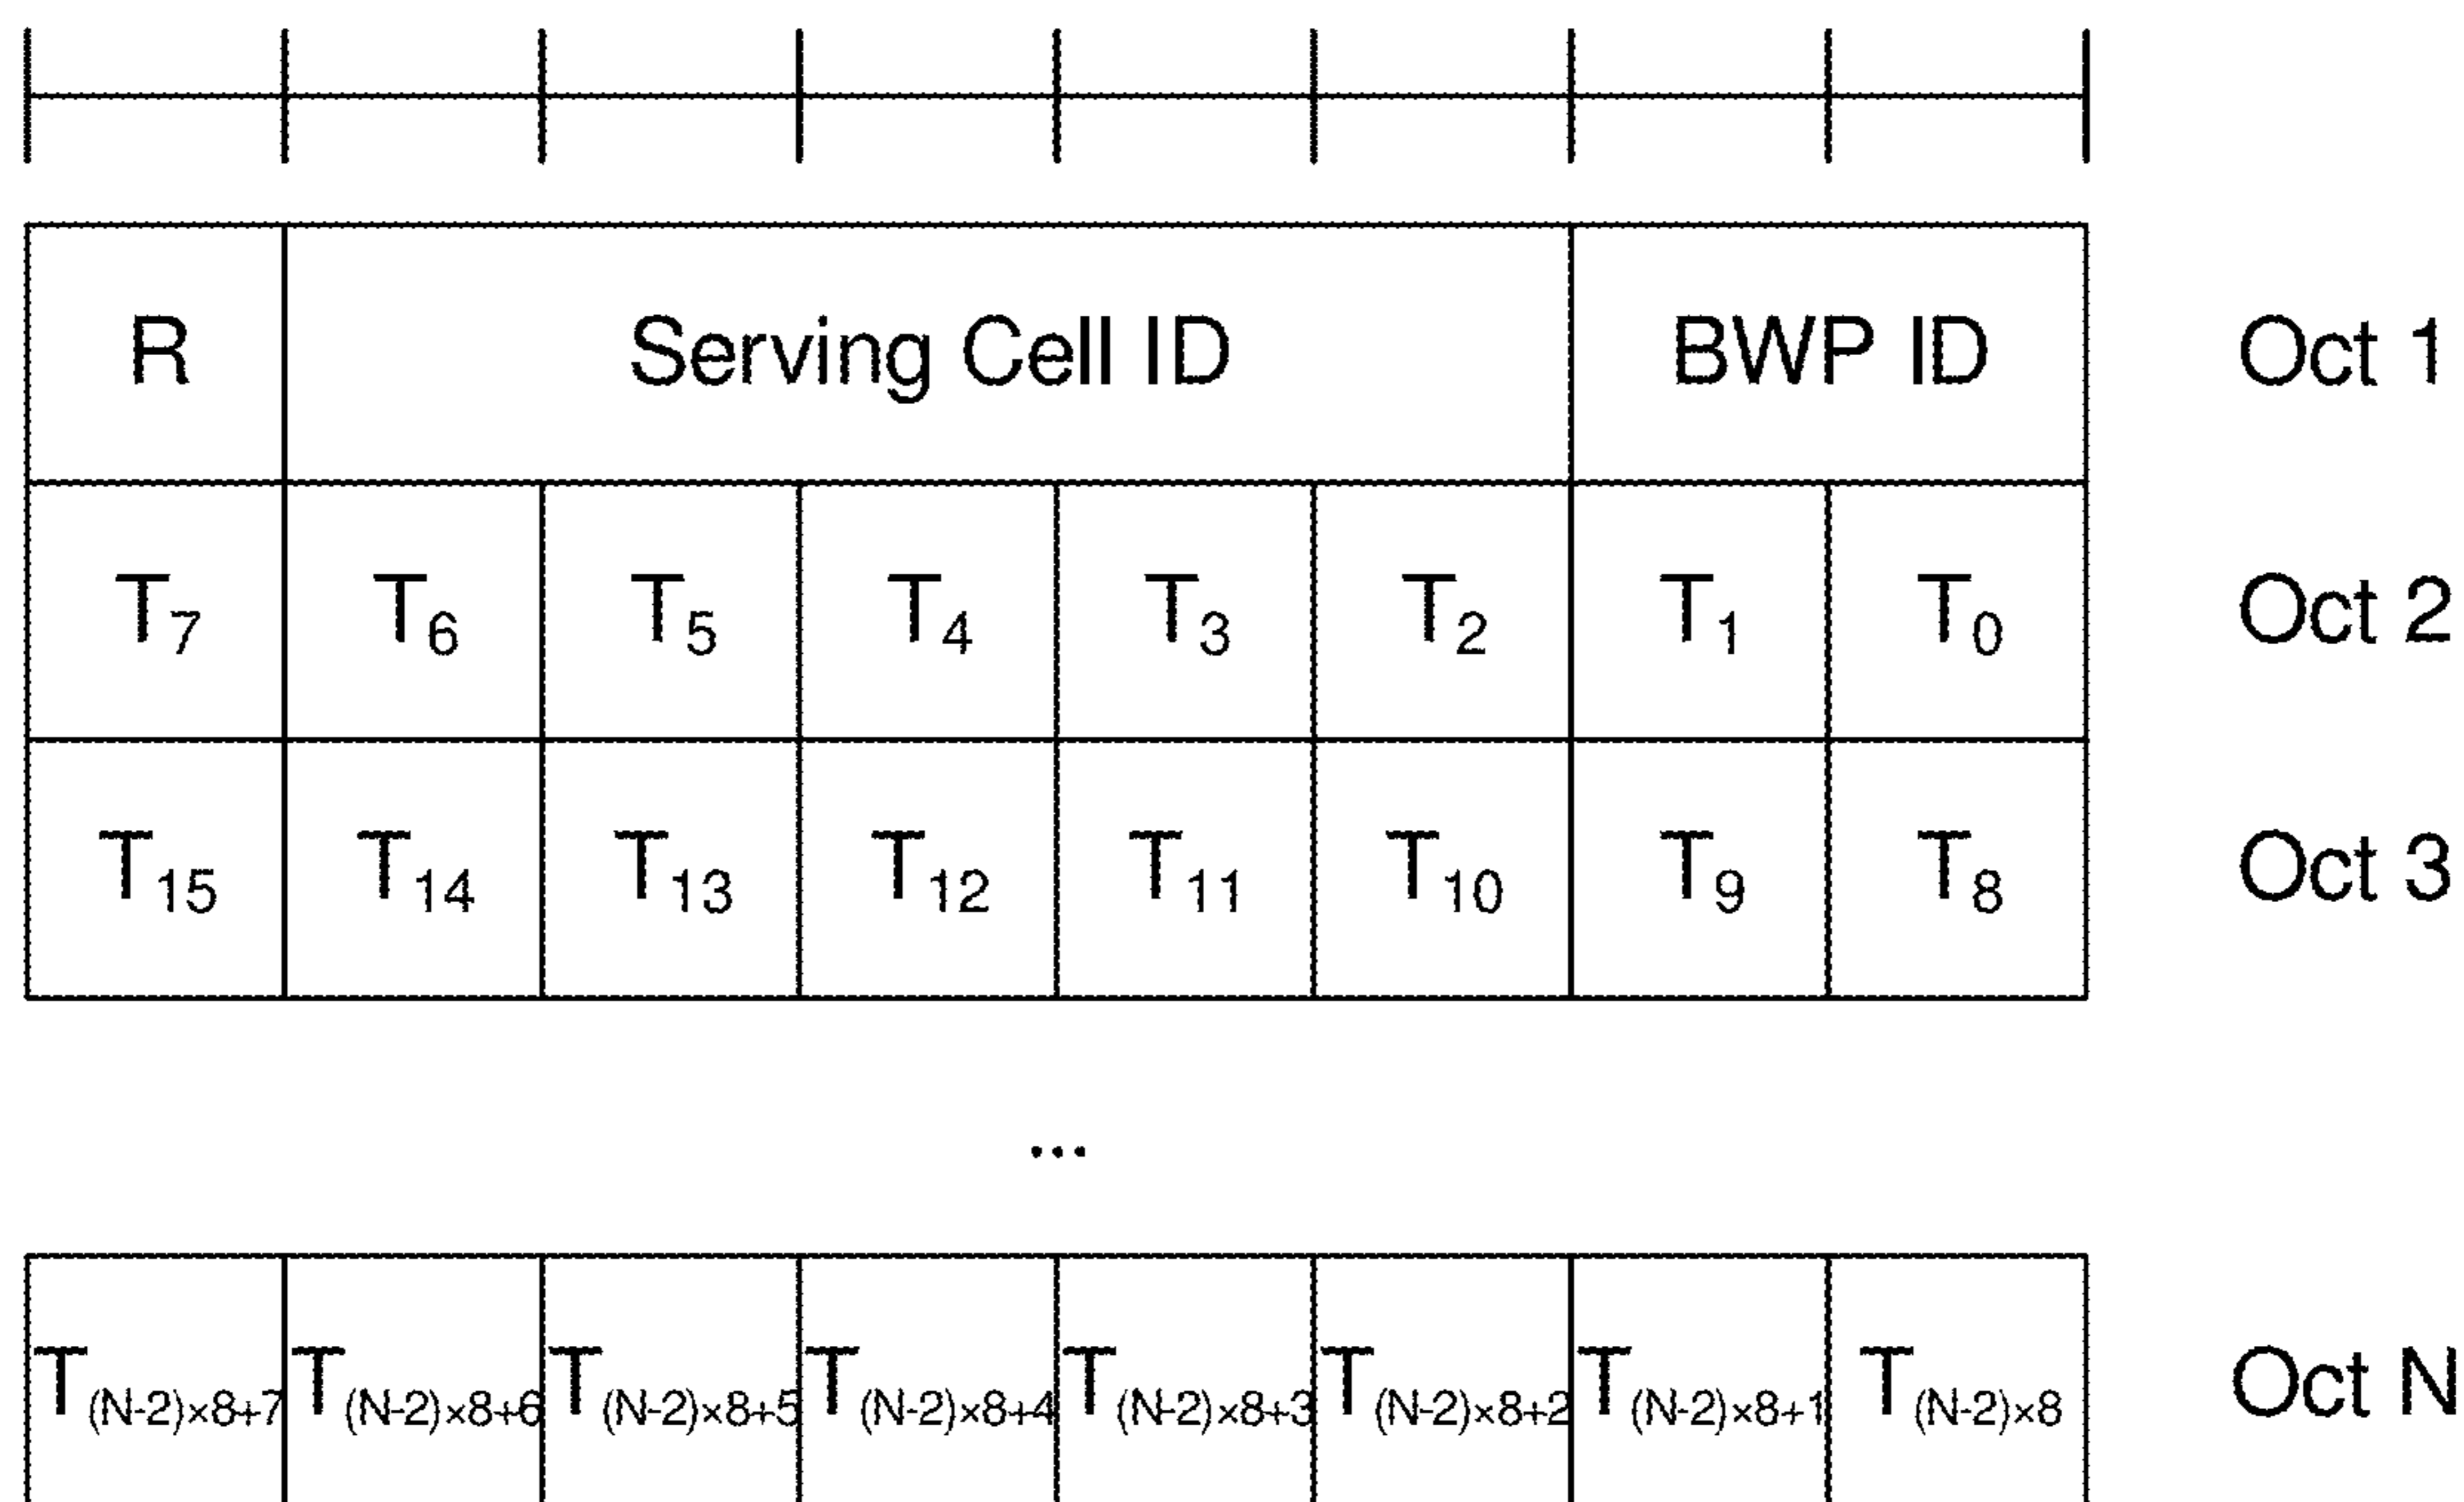 R Serving Cell ID BWP ID Oct 1
T7 T6 T5 T4 T3 T2 T1 T0 Oct 2
T15 T14 T13 T12 T11 T10 T9 T8 Oct 3
...
T(N-2)×8+7 T(N-2)×8+6 T(N-2)×8+5 T(N-2)×8+4 T(N-2)×8+3 T(N-2)×8+2 T(N-2)×8+1 T(N-2)×8 Oct N